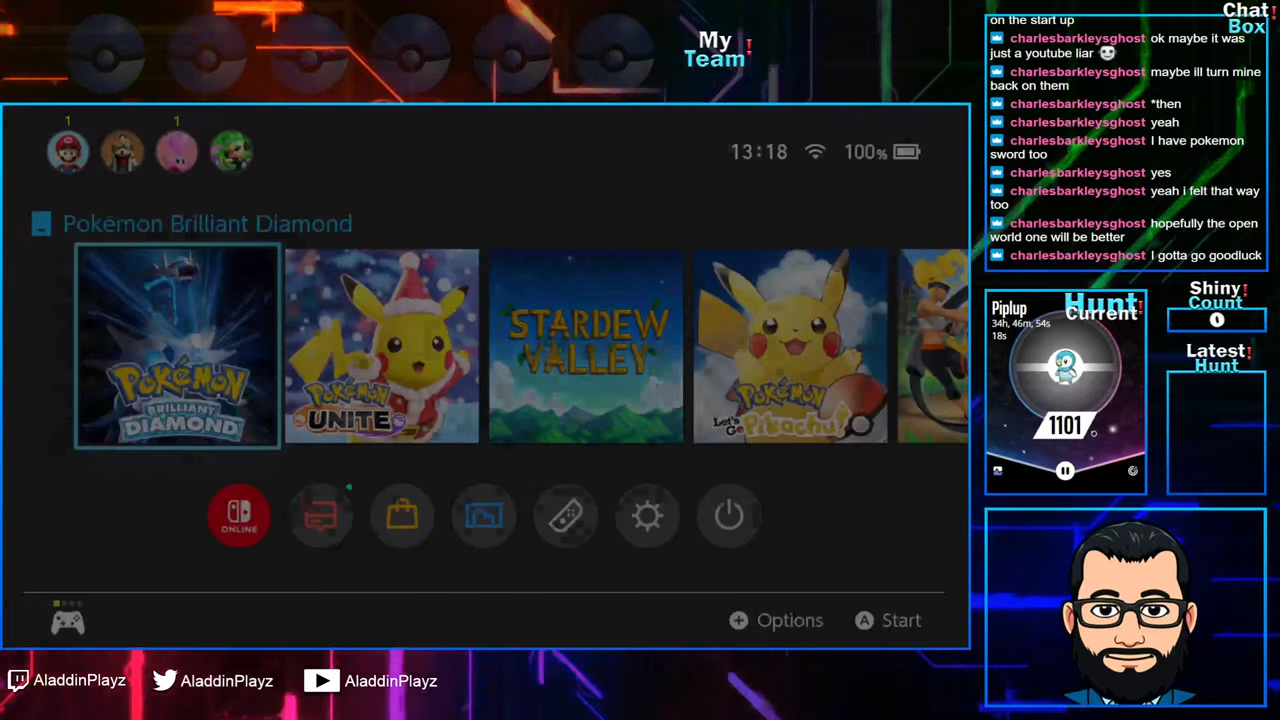 My
Team!
1
1
13:18
100%
Pokémon Brilliant Diamond
POKÉMON
BRILLIANT
DIAMOND
POKÉMON
UNITE
STARDEW
VALLEY
POKÉMON
Let's Go
Pikachu!
ONLINE
Options
A Start
AladdinPlayz
AladdinPlayz
AladdinPlayz
Chat!
Box
on the start up
charlesbarkleysghost ok maybe it was
just a youtube liar
charlesbarkleysghost maybe ill turn mine
back on them
charlesbarkleysghost *then
charlesbarkleysghost yeah
charlesbarkleysghost I have pokemon
sword too
charlesbarkleysghost yes
charlesbarkleysghost yeah i felt that way
too
charlesbarkleysghost hopefully the open
world one will be better
charlesbarkleysghost I gotta go goodluck
Hunt!
Current
Piplup
34h, 46m, 54s
18s
1101
Shiny!
Count
0
Latest!
Hunt